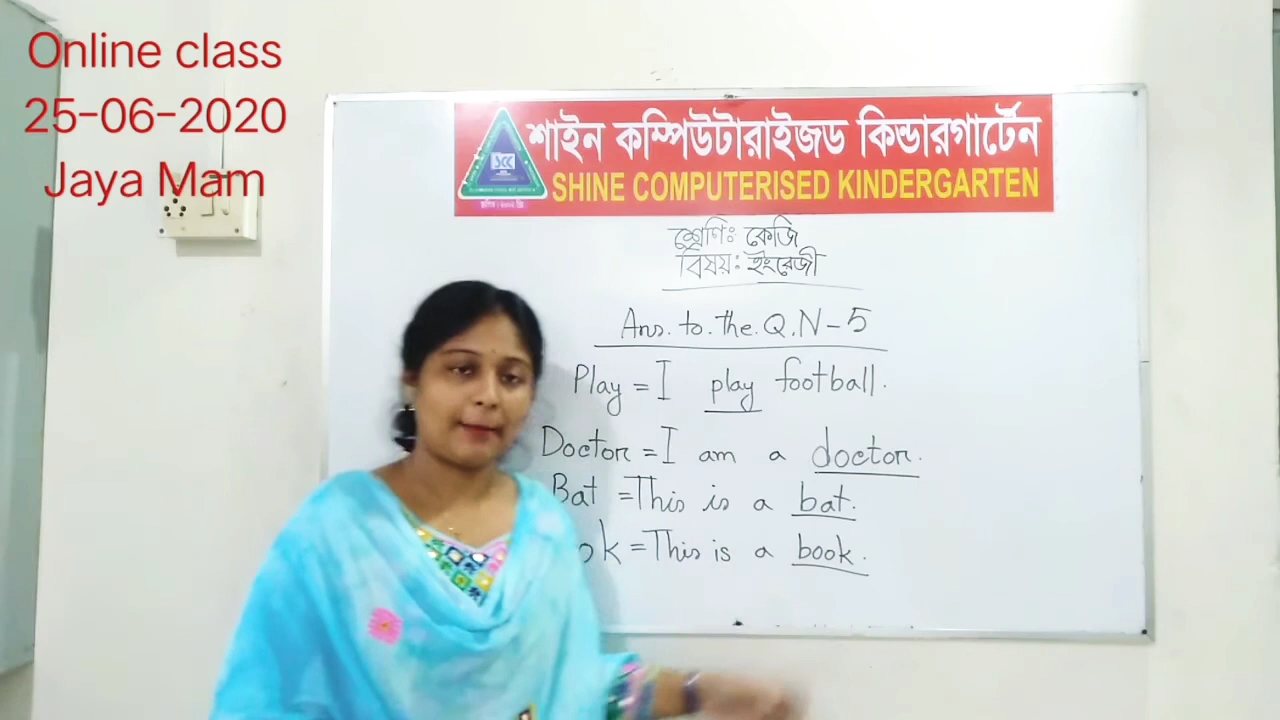 Online class
25-06-2020
Jaya Mam
শাইন কম্পিউটারাইজড কিন্ডারগার্টেন
SHINE COMPUTERISED KINDERGARTEN
শ্রেণিঃ কেজি
বিষয়ঃ ইংরেজী
Ans. to. the. Q. N - 5
Play = I play football.
Doctor = I am a doctor.
Bat = This is a bat.
ok = This is a book.